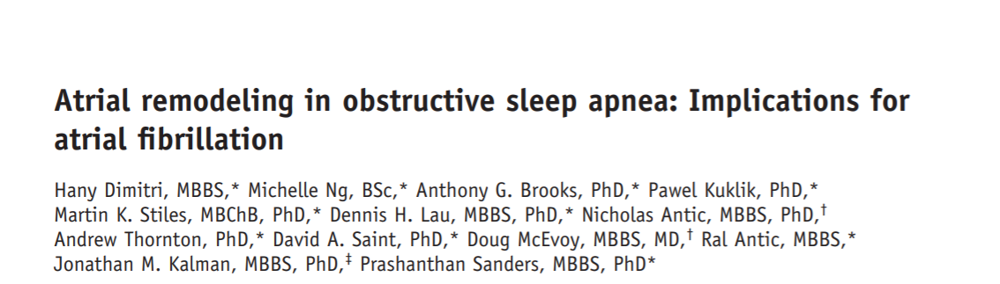 Atrial remodeling in obstructive sleep apnea: Implications for
atrial fibrillation
Hany Dimitri, MBBS,* Michelle Ng, BSc,* Anthony G. Brooks, PhD,* Pawel Kuklik, PhD,*
Martin K. Stiles, MBChB, PhD,* Dennis H. Lau, MBBS, PhD,* Nicholas Antic, MBBS, PhD,†
Andrew Thornton, PhD,* David A. Saint, PhD,* Doug McEvoy, MBBS, MD,† Ral Antic, MBBS,*
Jonathan M. Kalman, MBBS, PhD,‡ Prashanthan Sanders, MBBS, PhD*